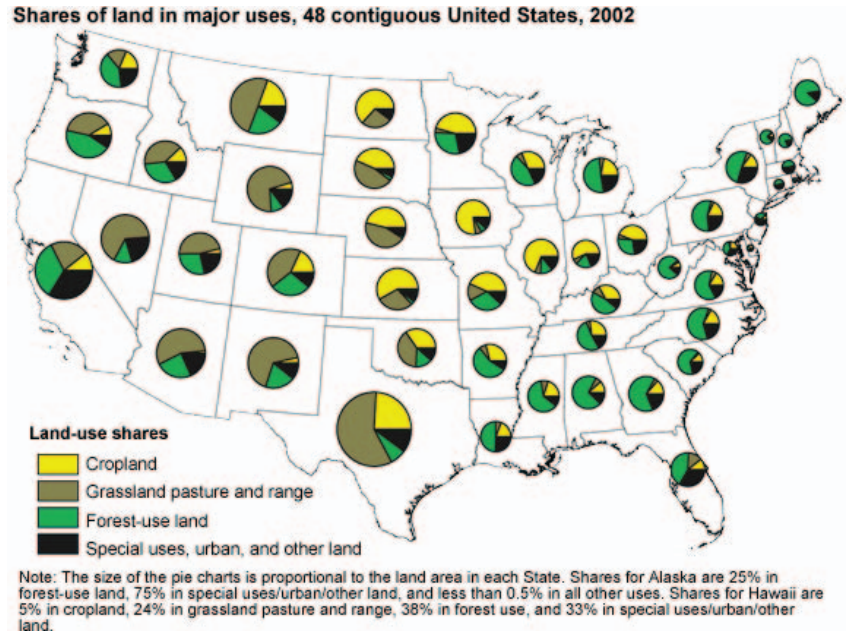 Shares of land in major uses, 48 contiguous United States, 2002
Land-use shares
Cropland
Grassland pasture and range
Forest-use land
Special uses, urban, and other land
Note: The size of the pie charts is proportional to the land area in each State. Shares for Alaska are 25% in
forest-use land, 75% in special uses/urban/other land, and less than 0.5% in all other uses. Shares for Hawaii are
5% in cropland, 24% in grassland pasture and range, 38% in forest use, and 33% in special uses/urban/other
land.